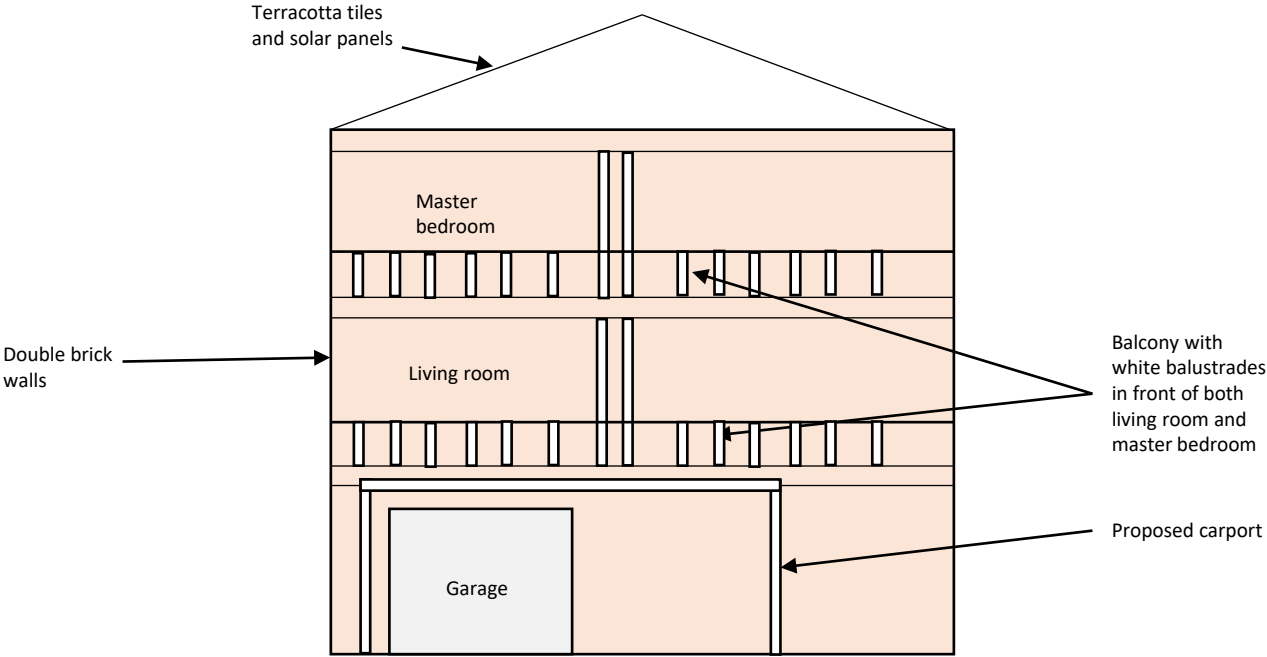 Terracotta tiles
and solar panels
Master
bedroom
Double brick
walls
Living room
Balcony with
white balustrades
in front of both
living room and
master bedroom
Proposed carport
Garage